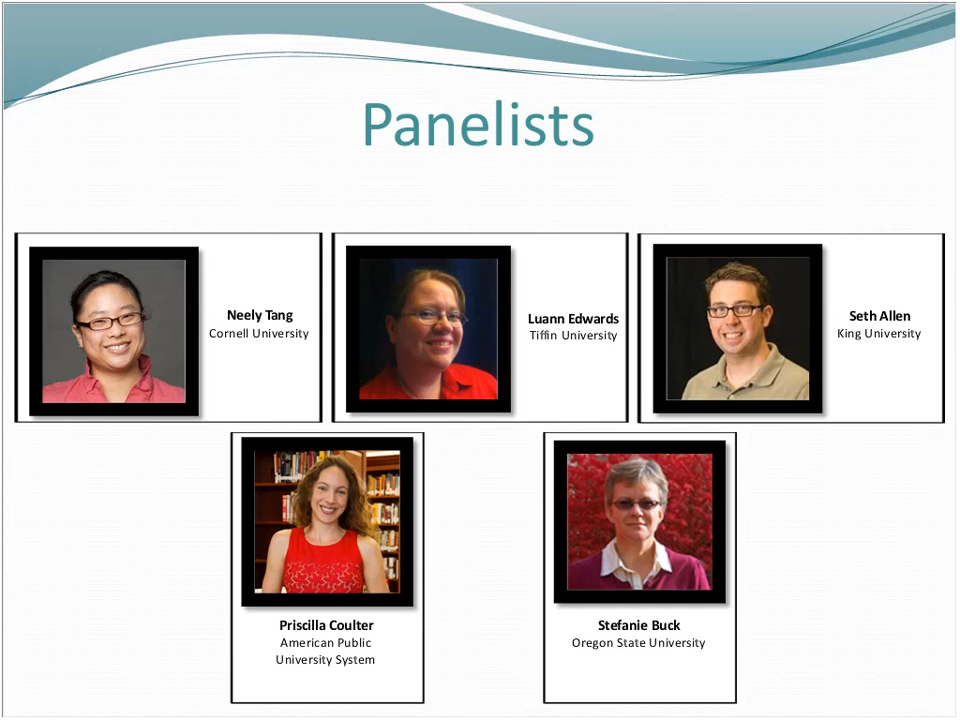 Panelists
Neely Tang
Cornell University
Luann Edwards
Tiffin University
Seth Allen
King University
Priscilla Coulter
American Public
University System
Stefanie Buck
Oregon State University